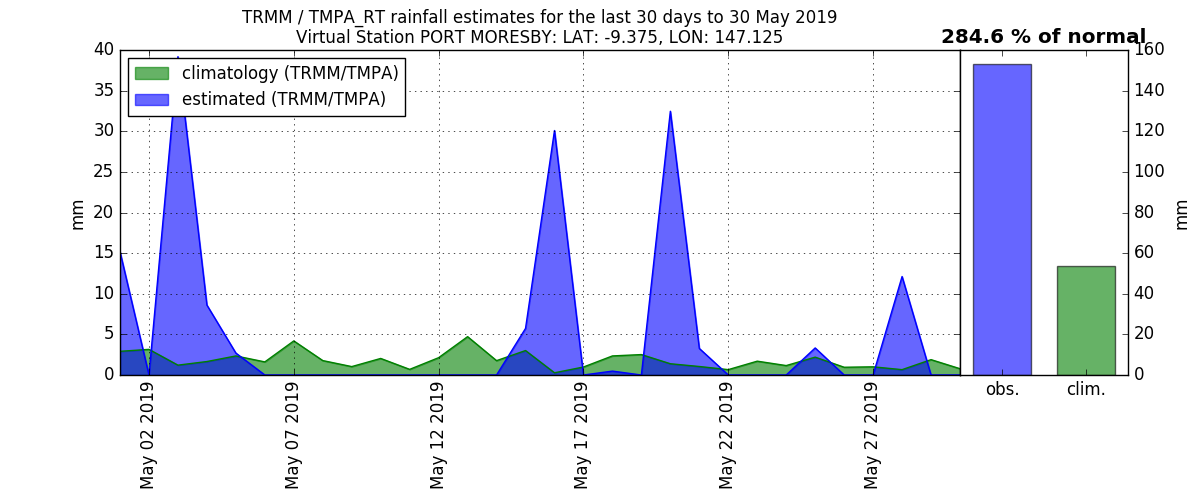 TRMM / TMPA_RT rainfall estimates for the last 30 days to 30 May 2019
Virtual Station PORT MORESBY: LAT: -9.375, LON: 147.125
284.6 % of normal
climatology (TRMM/TMPA)
estimated (TRMM/TMPA)
mm
40
35
30
25
20
15
10
5
0
May 02 2019
May 07 2019
May 12 2019
May 17 2019
May 22 2019
May 27 2019
obs.
clim.
160
140
120
100
80
60
40
20
0
mm